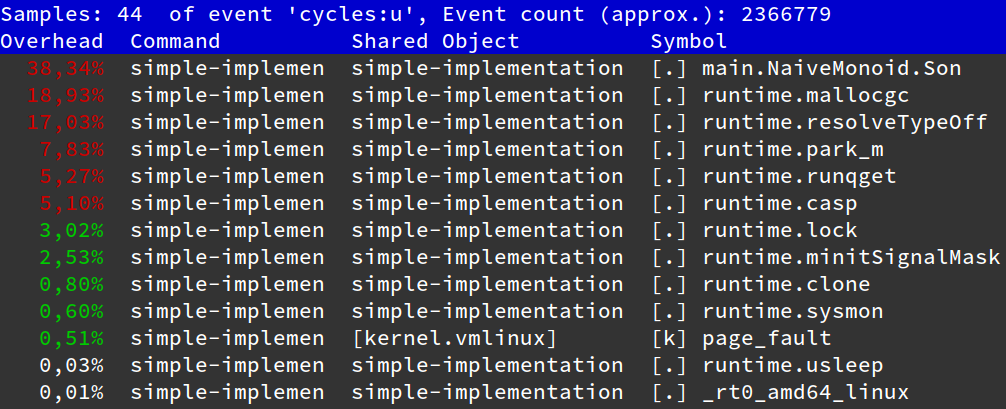 Samples: 44  of event 'cycles:u', Event count (approx.): 2366779
Overhead  Command          Shared Object          Symbol
38,34%  simple-implemen  simple-implementation  [.] main.NaiveMonoid.Son
18,93%  simple-implemen  simple-implementation  [.] runtime.mallocgc
17,03%  simple-implemen  simple-implementation  [.] runtime.resolveTypeOff
7,83%  simple-implemen  simple-implementation  [.] runtime.park_m
5,27%  simple-implemen  simple-implementation  [.] runtime.runqget
5,10%  simple-implemen  simple-implementation  [.] runtime.casp
3,02%  simple-implemen  simple-implementation  [.] runtime.lock
2,53%  simple-implemen  simple-implementation  [.] runtime.minitSignalMask
0,80%  simple-implemen  simple-implementation  [.] runtime.clone
0,60%  simple-implemen  simple-implementation  [.] runtime.sysmon
0,51%  simple-implemen  [kernel.vmlinux]  [k] page_fault
0,03%  simple-implemen  simple-implementation  [.] runtime.usleep
0,01%  simple-implemen  simple-implementation  [.] _rt0_amd64_linux